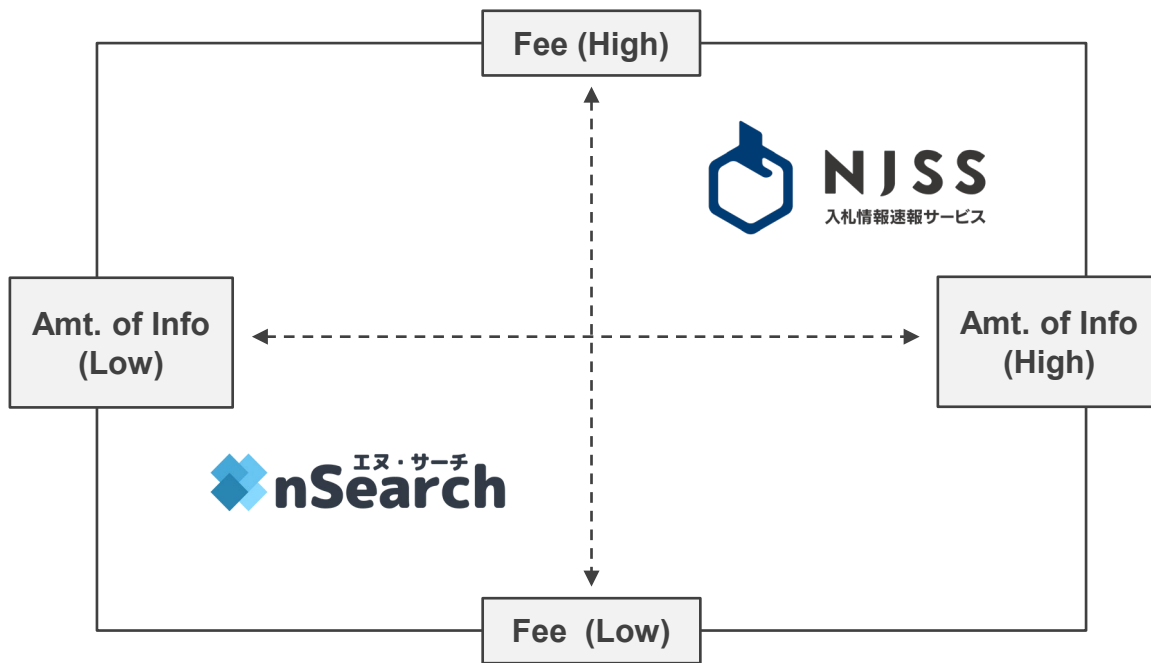 Fee (High)
NJSS
入札情報速報サービス
Amt. of Info
(Low)
Amt. of Info
(High)
エヌ・サーチ
nSearch
Fee (Low)